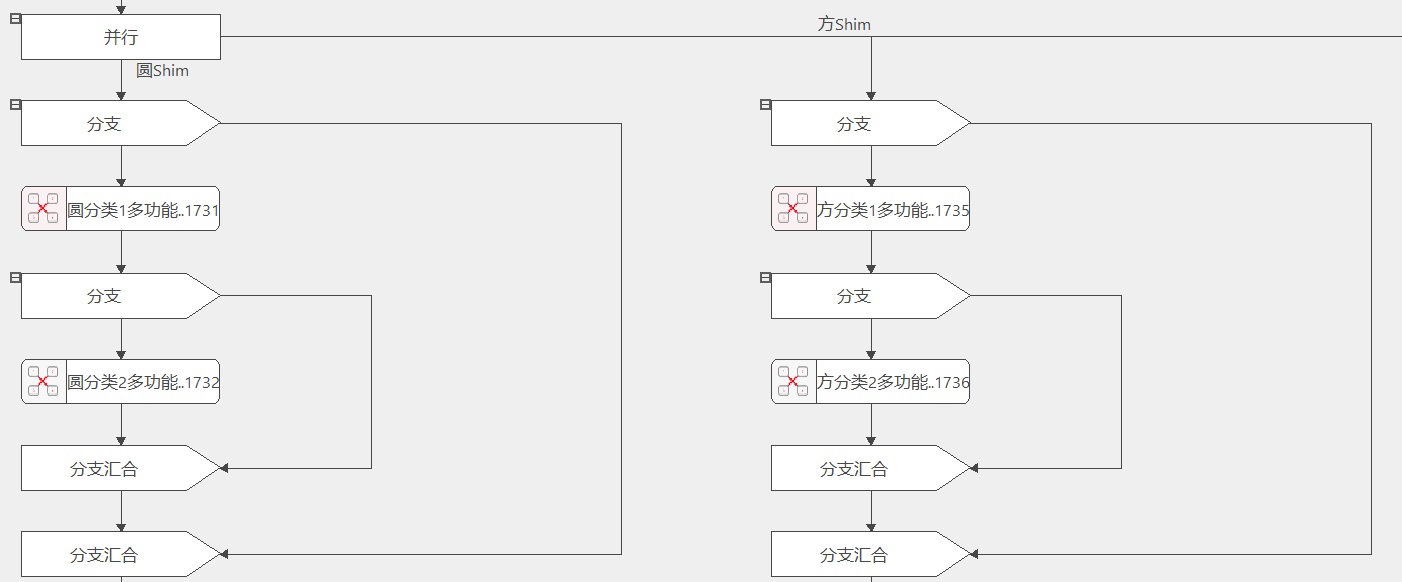 方Shim
并行
圆Shim
分支
分支
圆分类1多功能..1731
方分类1多功能..1735
分支
分支
圆分类2多功能..1732
方分类2多功能..1736
分支汇合
分支汇合
分支汇合
分支汇合